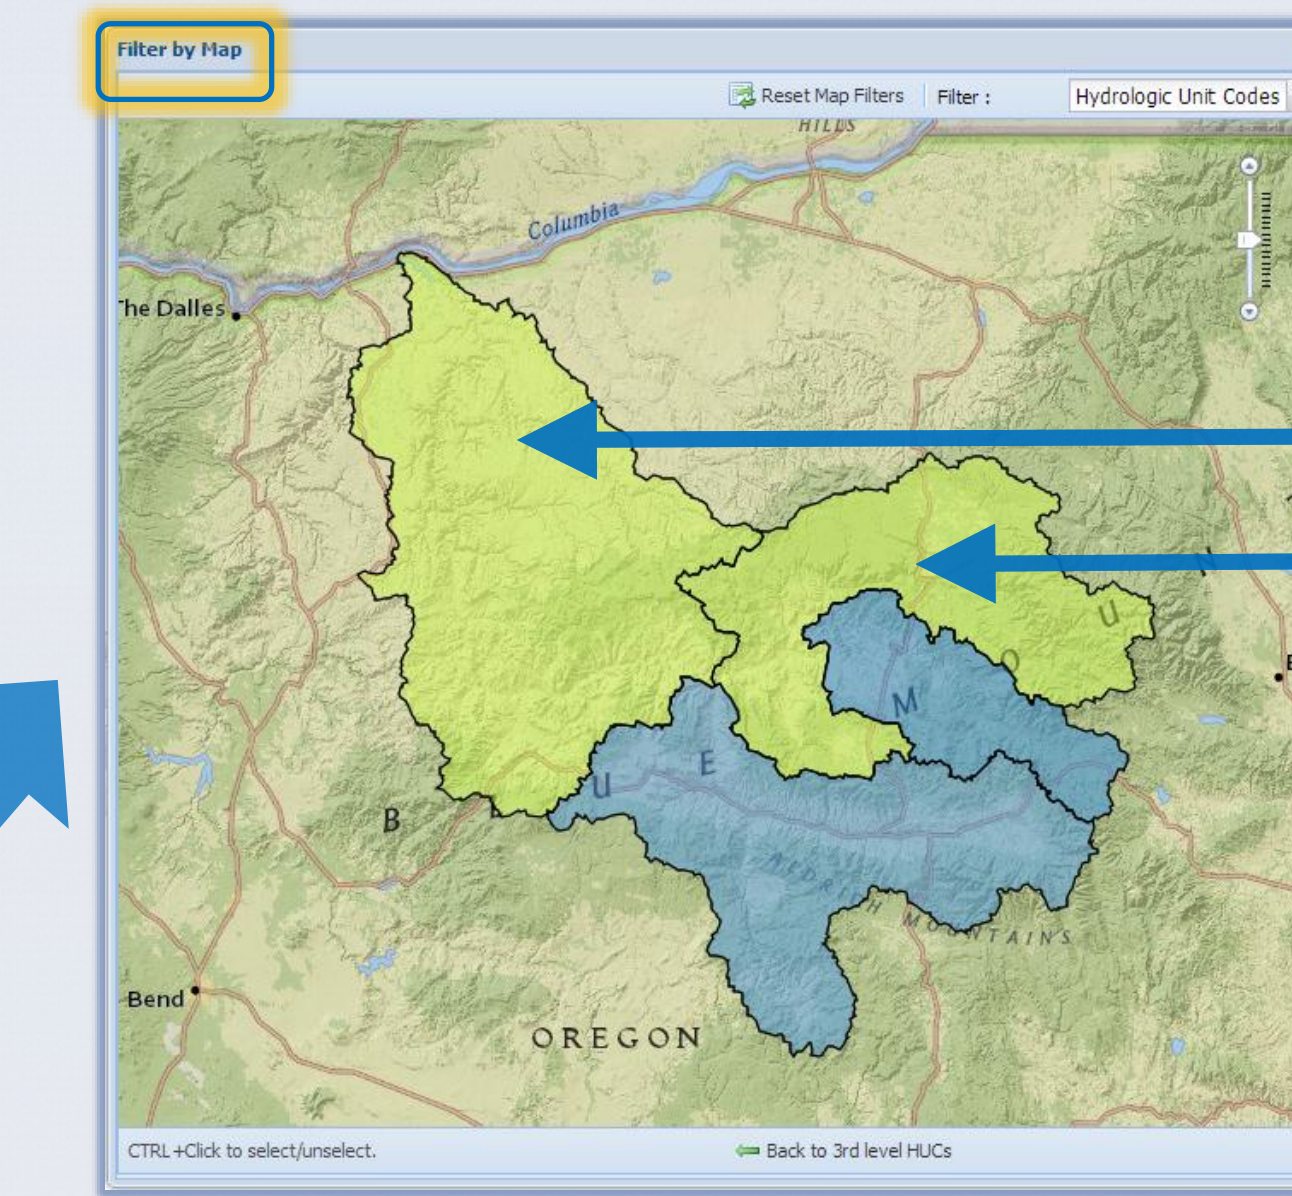 Filter by Map
Reset Map Filters
Filter :
Hydrologic Unit Codes
HILLS
Columbia
The Dalles
B L U E
M O U N
MOUNTAINS
Bend
OREGON
CTRL+Click to select/unselect.
Back to 3rd level HUCs